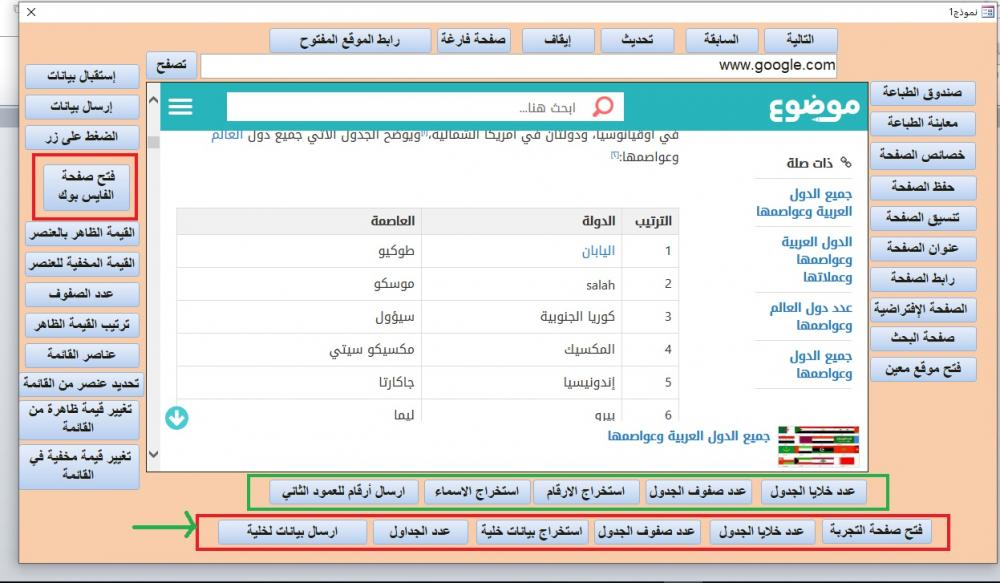 نموذج1
التالية
السابقة
تحديث
إيقاف
صفحة فارغة
رابط الموقع المفتوح
www.google.com
تصفح
صندوق الطباعة
معاينة الطباعة
خصائص الصفحة
حفظ الصفحة
تنسيق الصفحة
عنوان الصفحة
رابط الصفحة
الصفحة الإفتراضية
صفحة البحث
فتح موقع معين
موضوع
ابحث هنا...
ذات صلة
جميع الدول
العربية وعواصمها
الدول العربية
وعواصمها
وعملاتها
عدد دول العالم
وعواصمها
جميع الدول
وعواصمها
في أوقيانوسيا، ودولتان في أمريكا الشمالية،[١] ويوضح الجدول الآتي جميع دول العالم
وعواصمها:[٢]
الترتيب الدولة العاصمة
1 اليابان طوكيو
2 salah موسكو
3 كوريا الجنوبية سيؤول
4 المكسيك مكسيكو سيتي
5 إندونيسيا جاكارتا
6 بيرو ليما
جميع الدول العربية وعواصمها
إستقبال بيانات
إرسال بيانات
الضغط على زر
فتح صفحة
الفايس بوك
القيمة الظاهر بالعنصر
القيمة المخفية للعنصر
عدد الصفوف
ترتيب القيمة الظاهر
عناصر القائمة
تحديد عنصر من القائمة
تغيير قيمة ظاهرة من
القائمة
تغيير قيمة مخفية في
القائمة
عدد خلايا الجدول
عدد صفوف الجدول
استخراج الارقام
استخراج الاسماء
ارسال أرقام للعمود الثاني
فتح صفحة التجربة
عدد خلايا الجدول
عدد صفوف الجدول
استخراج بيانات خلية
عدد الجداول
ارسال بيانات لخلية